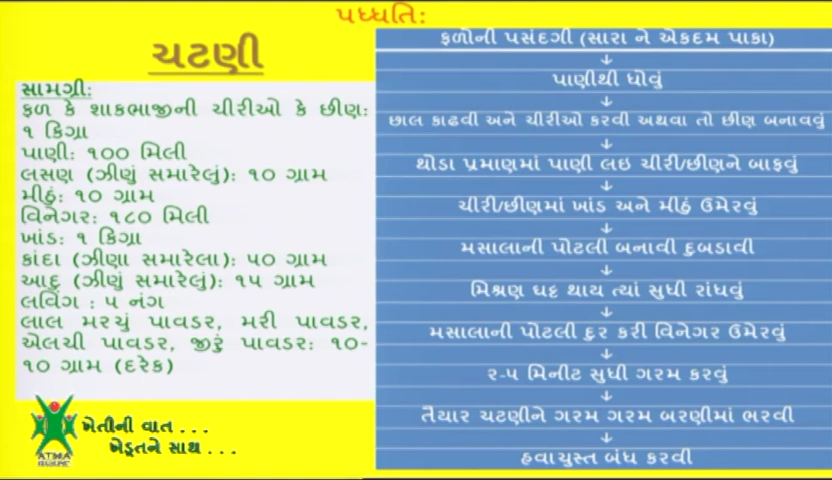 પધ્ધતિ:
ચટણી
સામગ્રી:
ફળ કે શાકભાજીની ચીરીઓ કે છીણ:
૧ કિગ્રા
પાણી: ૧૦૦ મિલી
લસણ (ઝીણું સમારેલું): ૧૦ ગ્રામ
મીઠું: ૧૦ ગ્રામ
વિનેગર: ૧૮૦ મિલી
ખાંડ: ૧ કિગ્રા
કાંદા (ઝીણા સમારેલા): ૫૦ ગ્રામ
આદુ (ઝીણું સમારેલું): ૧૫ ગ્રામ
લવિંગ : ૫ નંગ
લાલ મરચું પાવડર, મરી પાવડર,
એલચી પાવડર, જીરું પાવડર: ૧૦-
૧૦ ગ્રામ (દરેક)
ફળોની પસંદગી (સારા ને એકદમ પાકા)
↓
પાણીથી ધોવું
↓
છાલ કાઢવી અને ચીરીઓ કરવી અથવા તો છીણ બનાવવું
↓
થોડા પ્રમાણમાં પાણી લઇ ચીરી/છીણને બાફવું
↓
ચીરી/છીણમાં ખાંડ અને મીઠું ઉમેરવું
↓
મસાલાની પોટલી બનાવી ડુબડાવી
↓
મિશ્રણ ઘટ્ટ થાય ત્યાં સુધી રાંધવું
↓
મસાલાની પોટલી દુર કરી વિનેગર ઉમેરવું
↓
૨-૫ મિનીટ સુધી ગરમ કરવું
↓
તૈયાર ચટણીને ગરમ ગરમ બરણીમાં ભરવી
↓
હવાચુસ્ત બંધ કરવી
ખેતીની વાત . . .
ખેડૂતને સાથ . . .
ATMA